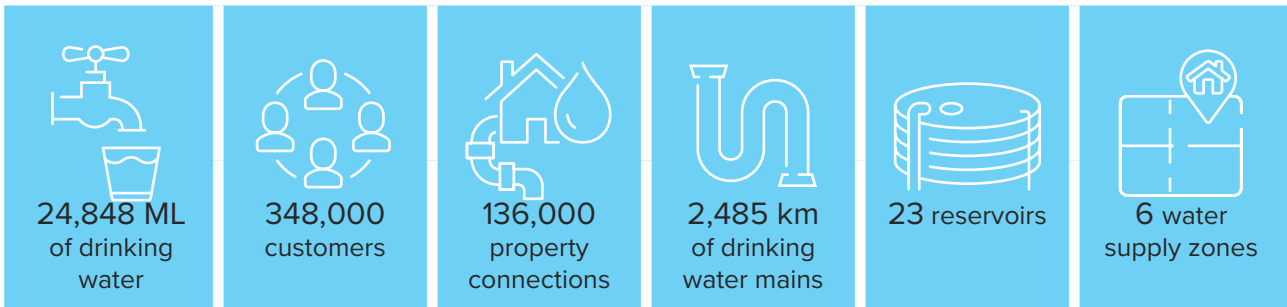 24,848 ML
of drinking
water
348,000
customers
136,000
property
connections
2,485 km
of drinking
water mains
23 reservoirs
6 water
supply zones